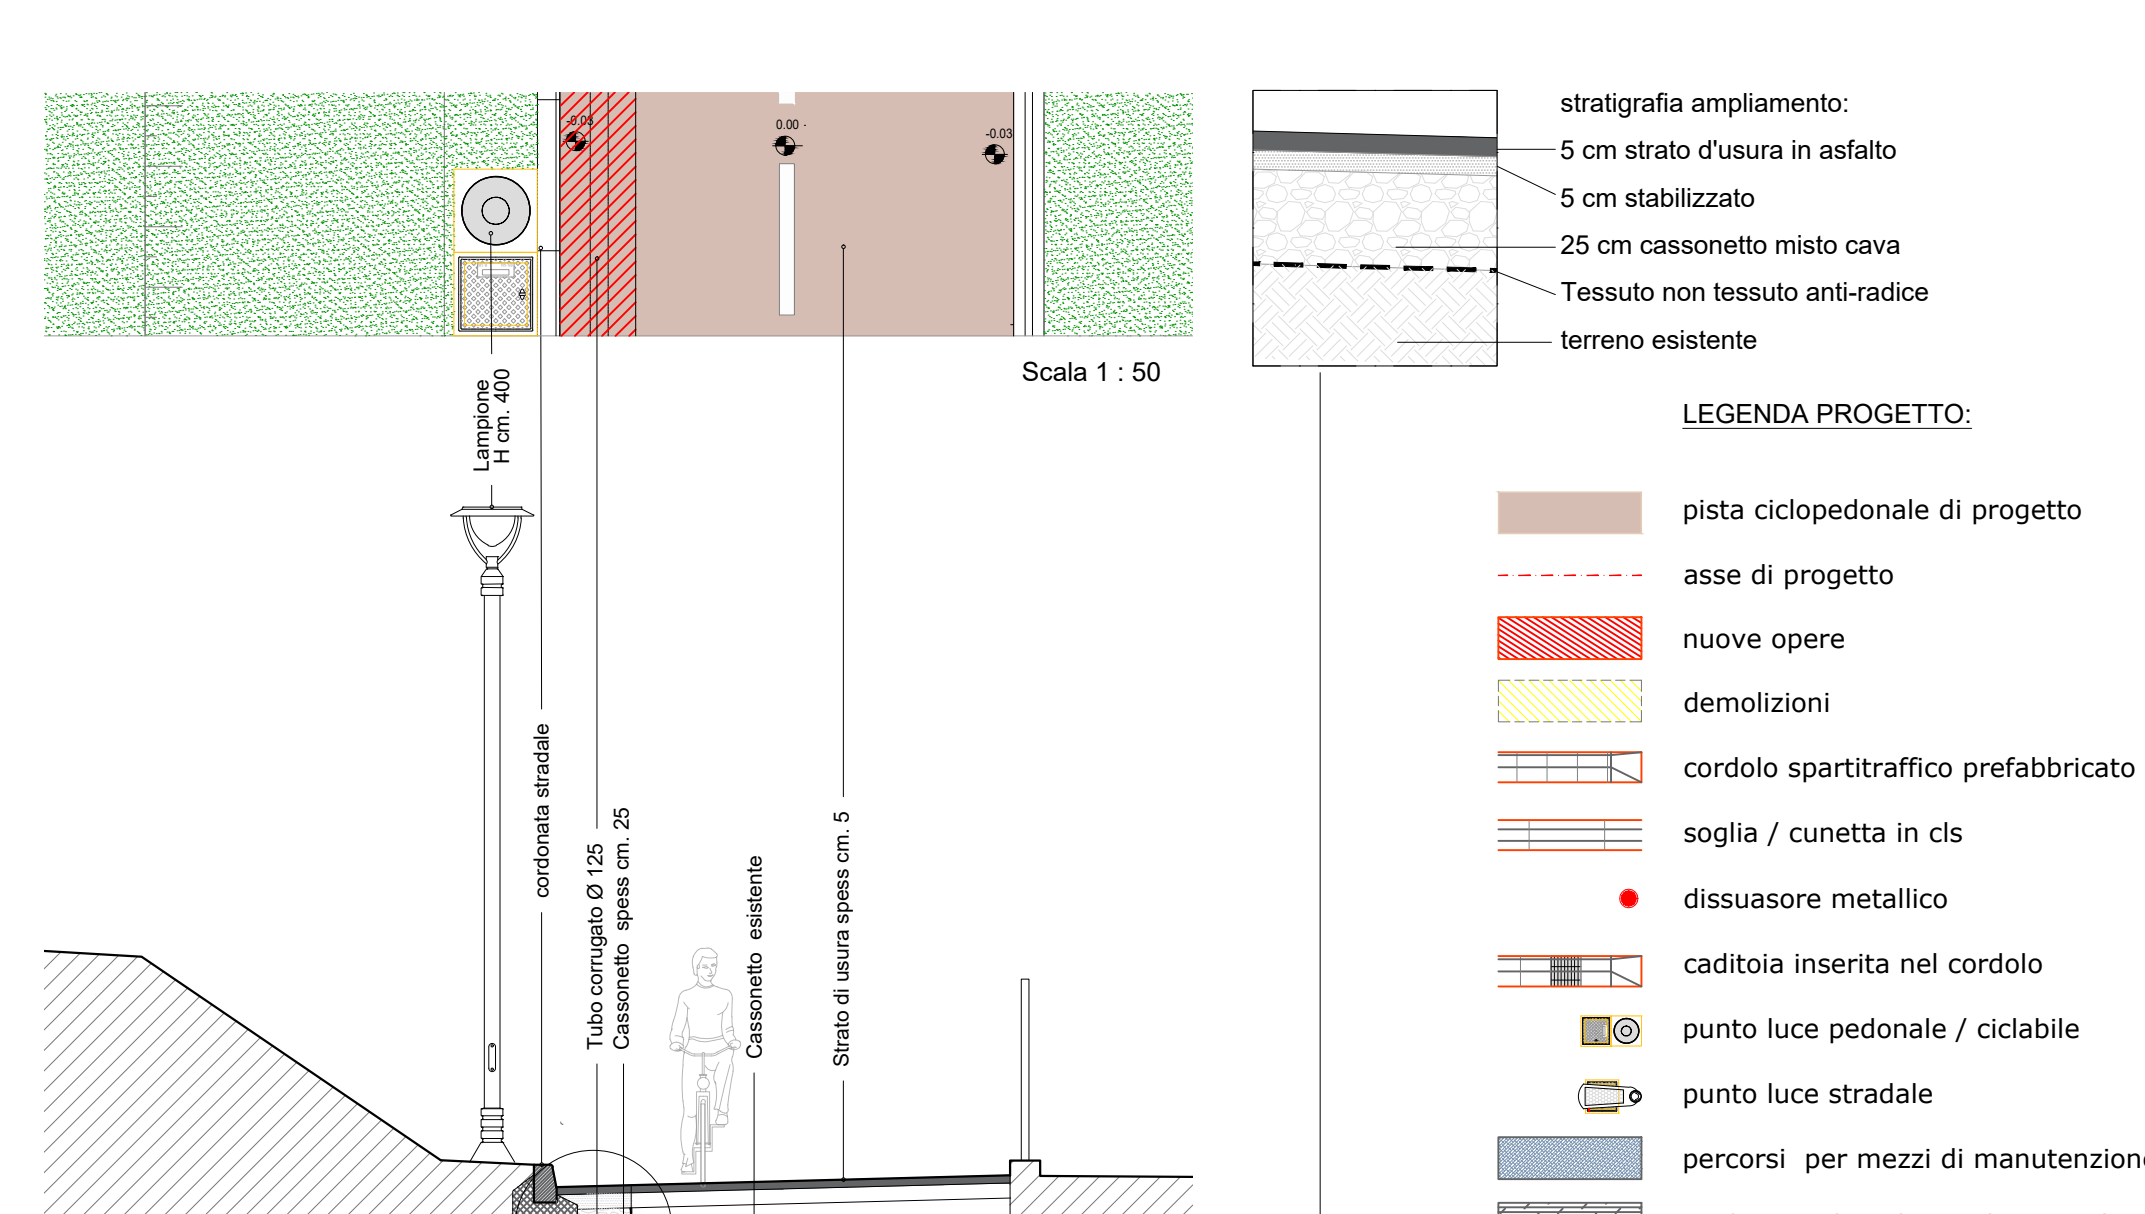 -0.03
0.00
-0.03
Scala 1 : 50
Lampione
H cm. 400
cordonata stradale
Tubo corrugato Ø 125
Cassonetto spess cm. 25
Cassonetto esistente
Strato di usura spess cm. 5
stratigrafia ampliamento:
5 cm strato d'usura in asfalto
5 cm stabilizzato
25 cm cassonetto misto cava
Tessuto non tessuto anti-radice
terreno esistente
LEGENDA PROGETTO:
pista ciclopedonale di progetto
asse di progetto
nuove opere
demolizioni
cordolo spartitraffico prefabbricato
soglia / cunetta in cls
dissuasore metallico
caditoia inserita nel cordolo
punto luce pedonale / ciclabile
punto luce stradale
percorsi per mezzi di manutenzione